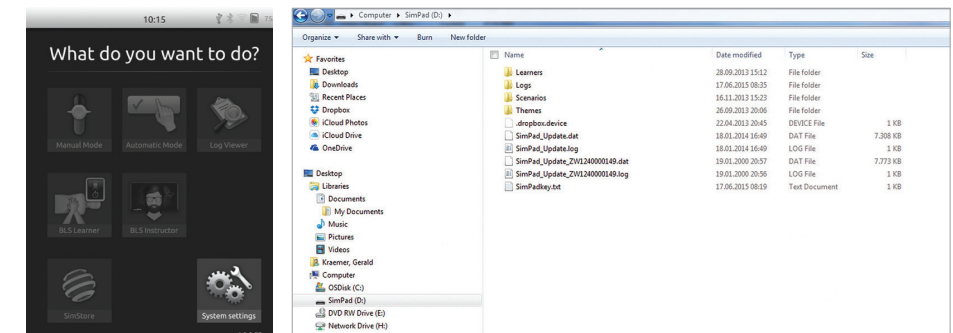 10:15
What do you want to do?
Manual Mode
Automatic Mode
Log Viewer
BLS Learner
BLS Instructor
SimStore
System settings
Computer
SimPad (D:)
Organize
Share with
Burn
New folder
Favorites
Desktop
Downloads
Recent Places
Dropbox
iCloud Photos
iCloud Drive
OneDrive
Desktop
Libraries
Documents
My Documents
Music
Pictures
Videos
Kraemer, Gerald
Computer
OSDisk (C:)
SimPad (D:)
DVD RW Drive (E:)
Network Drive (H:)
Name Date modified Type Size
Learners 28.09.2013 15:12 File folder
Logs 17.06.2015 08:35 File folder
Scenarios 16.11.2013 15:23 File folder
Themes 26.09.2013 20:06 File folder
.dropbox.device 22.04.2013 20:45 DEVICE File 1 KB
SimPad_Update.dat 18.01.2014 16:49 DAT File 7.308 KB
SimPad_Update.log 18.01.2014 16:49 LOG File 1 KB
SimPad_Update_ZW1240000149.dat 19.01.2000 20:57 DAT File 7.773 KB
SimPad_Update_ZW1240000149.log 19.01.2000 20:56 LOG File 1 KB
SimPadkey.txt 17.06.2015 08:19 Text Document 1 KB